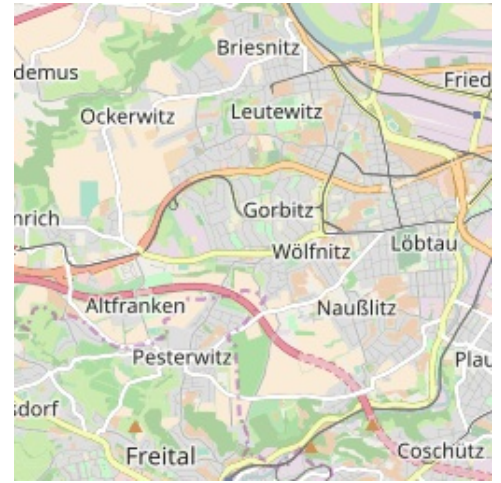 Briesnitz
demus
Fried
Ockerwitz
Leutewitz
nrich
Gorbitz
Wölfnitz
Löbtau
Altfranken
Naußlitz
Pesterwitz
Plau
sdorf
Freital
Coschütz